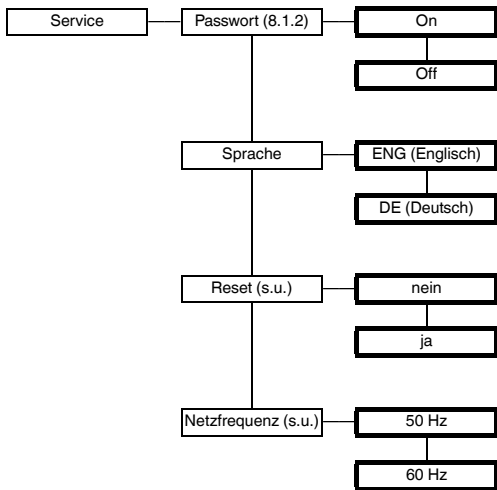 Service
Passwort (8.1.2)
On
Off
Sprache
ENG (Englisch)
DE (Deutsch)
Reset (s.u.)
nein
ja
Netzfrequenz (s.u.)
50 Hz
60 Hz